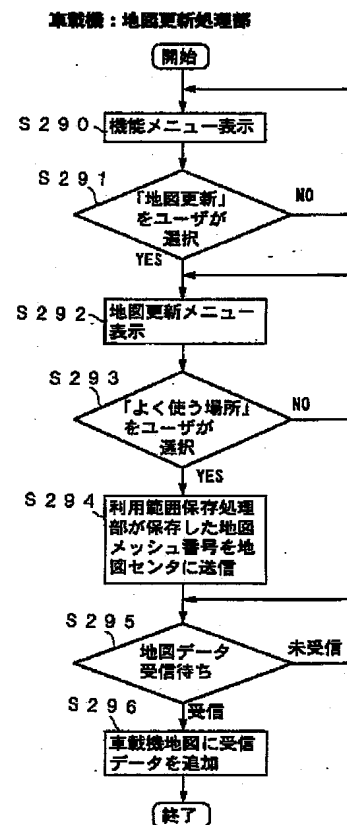 車載機：地図更新処理部
開始
S290
機能メニュー表示
S291
「地図更新」
をユーザが
選択
NO
YES
S292
地図更新メニュー
表示
S293
「よく使う場所」
をユーザが
選択
NO
YES
S294
利用範囲保存処理
部が保存した地図
メッシュ番号を地
図センタに送信
S295
地図データ
受信待ち
未受信
受信
S296
車載機地図に受信
データを追加
終了